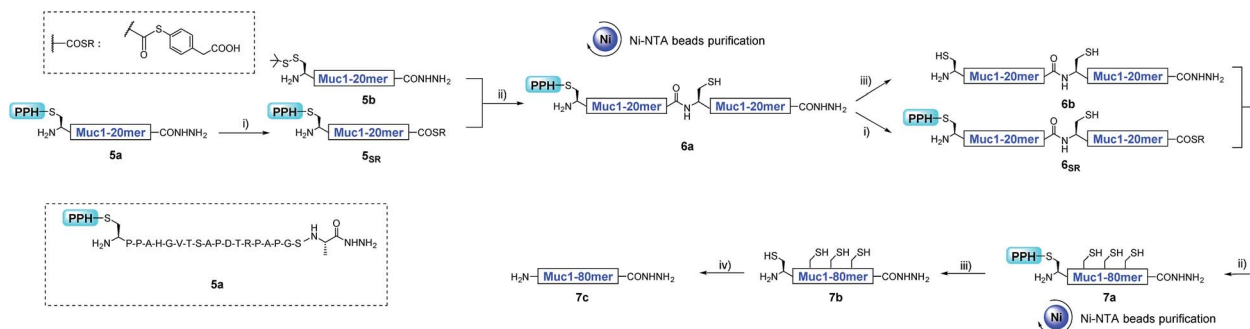 COSR :
S
O
COOH
S
S
H2N
Muc1-20mer
CONHNH2
5b
PPH
S
H2N
Muc1-20mer
CONHNH2
5a
i)
PPH
S
H2N
Muc1-20mer
COSR
5SR
ii)
Ni
Ni-NTA beads purification
PPH
S
H2N
Muc1-20mer
O
C
N
H
SH
Muc1-20mer
CONHNH2
6a
iii)
i)
HS
H2N
Muc1-20mer
O
C
N
H
SH
Muc1-20mer
CONHNH2
6b
PPH
S
H2N
Muc1-20mer
O
C
N
H
SH
Muc1-20mer
COSR
6SR
PPH
S
H2N
P-P-A-H-G-V-T-S-A-P-D-T-R-P-A-P-G-S
H
N
O
NHNH2
5a
H2N
Muc1-80mer
CONHNH2
7c
iv)
HS
SH
SH
SH
H2N
Muc1-80mer
CONHNH2
7b
iii)
PPH
S
SH
SH
SH
H2N
Muc1-80mer
CONHNH2
7a
ii)
Ni
Ni-NTA beads purification